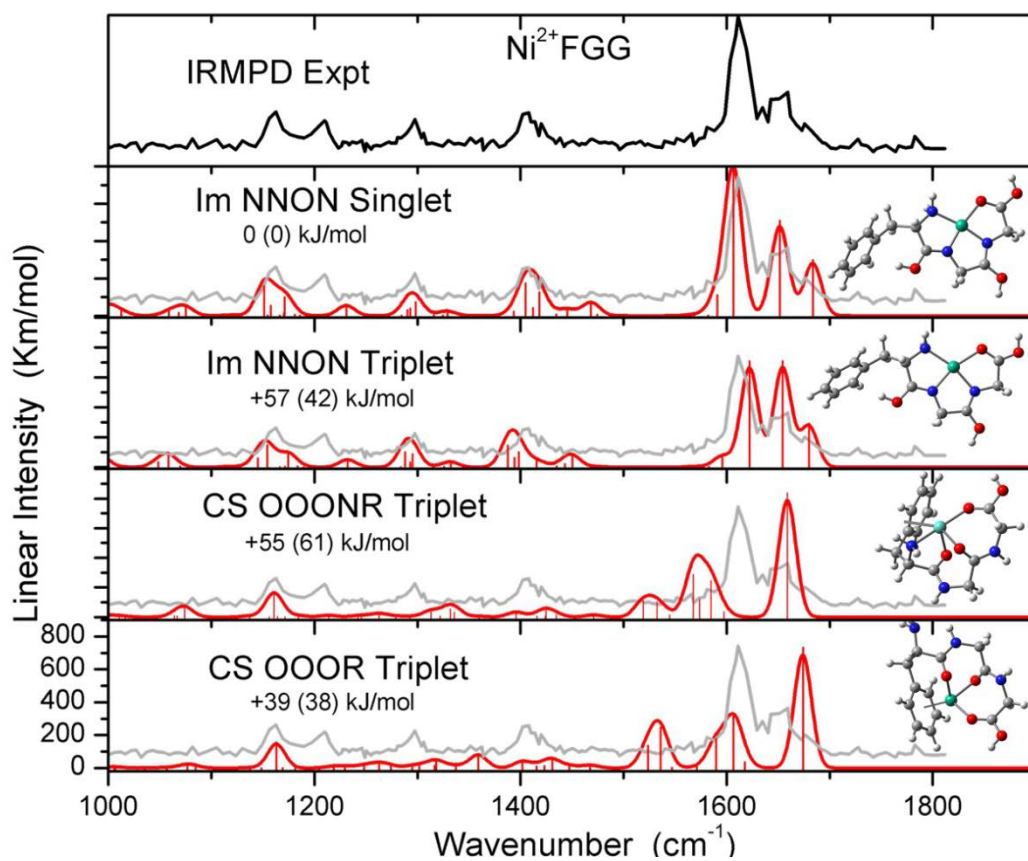 Ni²⁺FGG
IRMPD Expt
Im NNON Singlet
0 (0) kJ/mol
Im NNON Triplet
+57 (42) kJ/mol
CS OOONR Triplet
+55 (61) kJ/mol
CS OOOR Triplet
+39 (38) kJ/mol
Linear Intensity (Km/mol)
800
600
400
200
0
1000 1200 1400 1600 1800
Wavenumber (cm⁻¹)